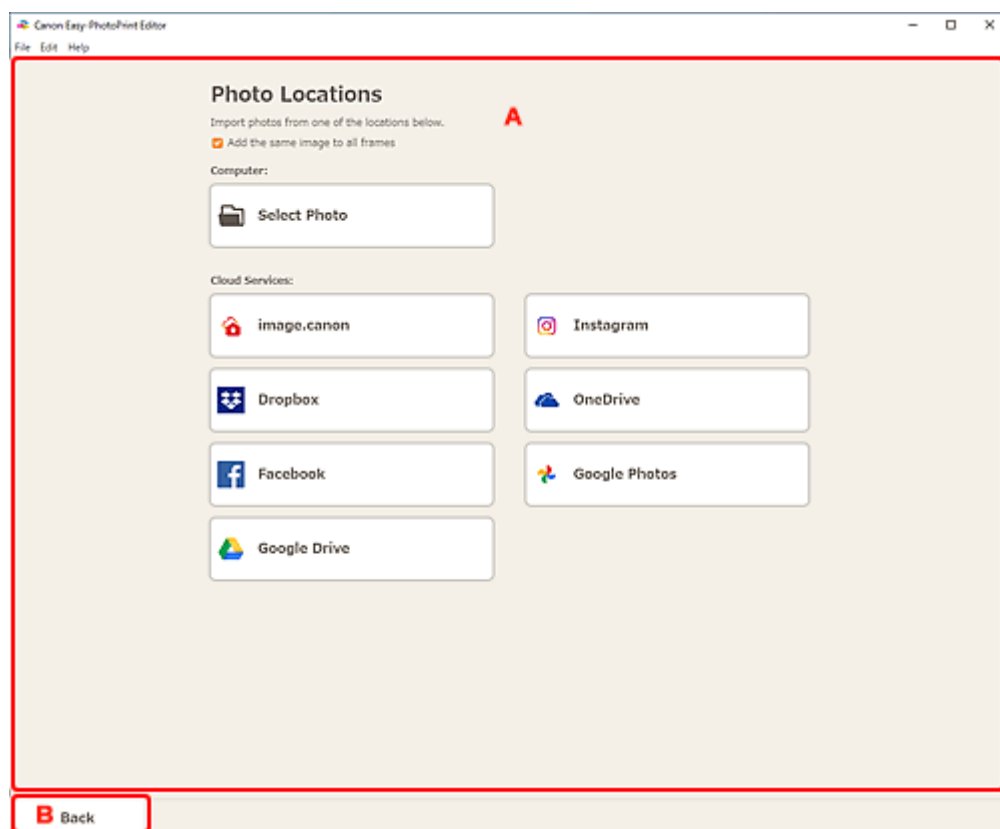 Canon Easy-PhotoPrint Editor
File Edit Help
Photo Locations
A
Import photos from one of the locations below.
Add the same image to all frames
Computer:
Select Photo
Cloud Services:
image.canon
Instagram
Dropbox
OneDrive
Facebook
Google Photos
Google Drive
B Back